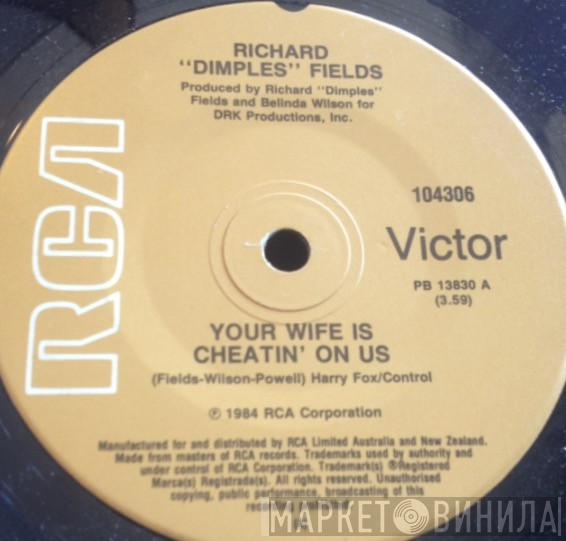 RICHARD
"DIMPLES" FIELDS
Produced by Richard "Dimples"
Fields and Belinda Wilson for
DRK Productions, Inc.
RCA
104306
Victor
PB 13830 A
(3.59)
YOUR WIFE IS
CHEATIN' ON US
(Fields-Wilson-Powell) Harry Fox/Control
℗ 1984 RCA Corporation
Manufactured for and distributed by RCA Limited Australia and New Zealand.
Made from masters of RCA records. Trademarks used by authority and
under control of RCA Corporation. Trademark(s) ®Registered
Marca(s) Registrada(s). All rights reserved. Unauthorised
copying, public performance, broadcasting of this
recording prohibited.
МАРКЕТ ВИНИЛА